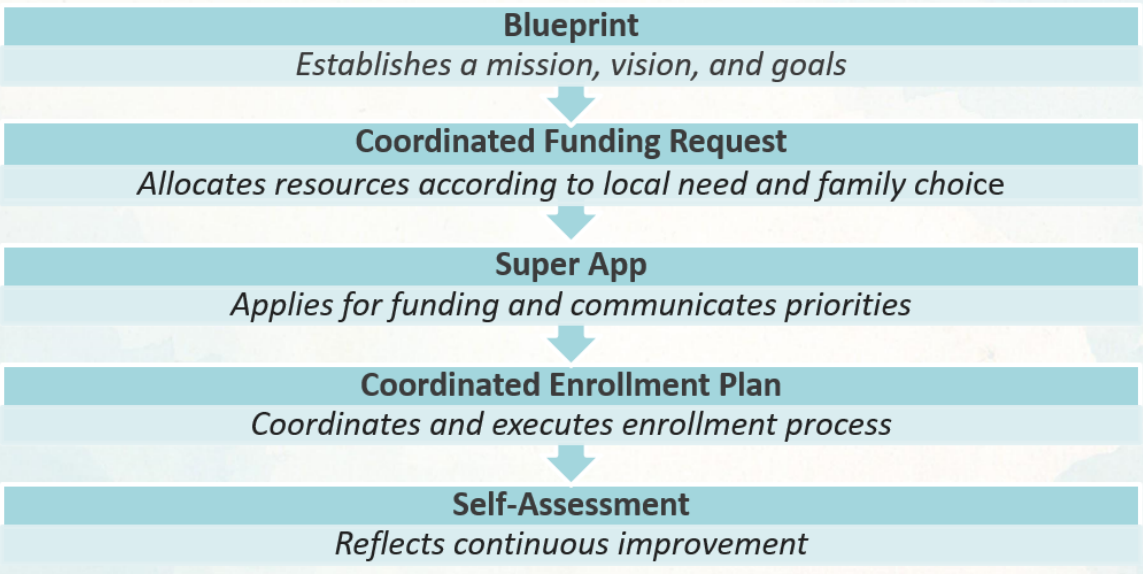 Blueprint
Establishes a mission, vision, and goals
Coordinated Funding Request
Allocates resources according to local need and family choice
Super App
Applies for funding and communicates priorities
Coordinated Enrollment Plan
Coordinates and executes enrollment process
Self-Assessment
Reflects continuous improvement